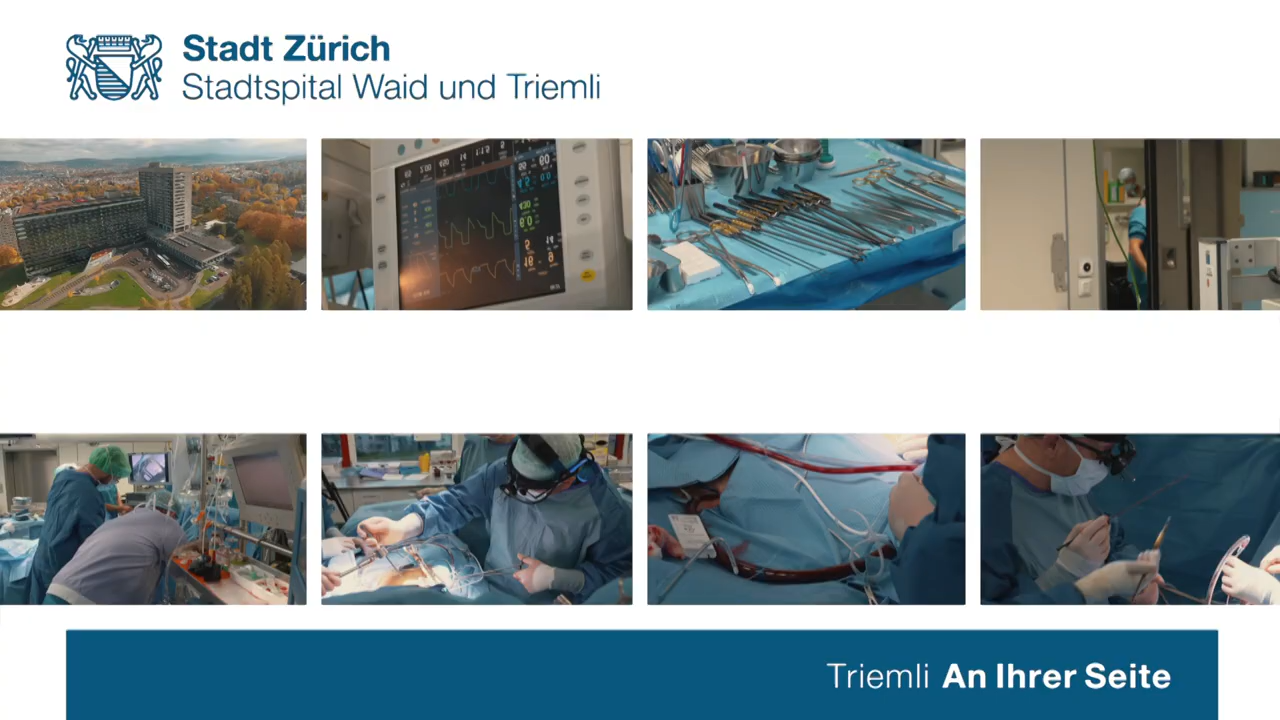 Stadt Zürich
Stadtspital Waid und Triemli
Triemli An Ihrer Seite